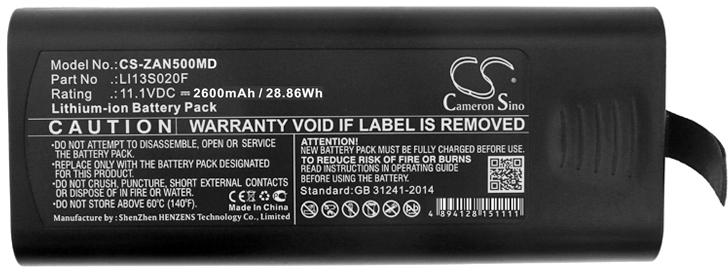 Model No.:CS-ZAN500MD
Part No .:LI13S020F
Rating .: 11.1VDC ⎓ 2600mAh / 28.86Wh
Lithium-ion Battery Pack
CS
Cameron Sino
CAUTION WARRANTY VOID IF LABEL IS REMOVED
•DO NOT ATTEMPT TO DISASSEMBLE, OPEN OR SERVICE
THE BATTERY PACK.
•REPLACE ONLY WITH THE BATTERY PACK DESIGNATED
FOR THIS PRODUCT.
•DO NOT CRUSH, PUNCTURE, SHORT EXTERNAL CONTACTS
OR DISPOSE OF IN FIRE OR WATER.
•DO NOT STORE ABOVE 60℃ (140℉).
Manufacture by : ShenZhen HENZENS Technology Co., Limited
CE
Made In China
ATTENTION!
NEW BATTERY PACK MUST BE FULLY CHARGED BEFORE USE.
TO REDUCE RISK OF FIRE OR BURNS
READ INSTRUCTIONS IN OPERATING GUIDE
BEFORE USING THE BATTERY.
Standard:GB 31241-2014
4 894128 151111